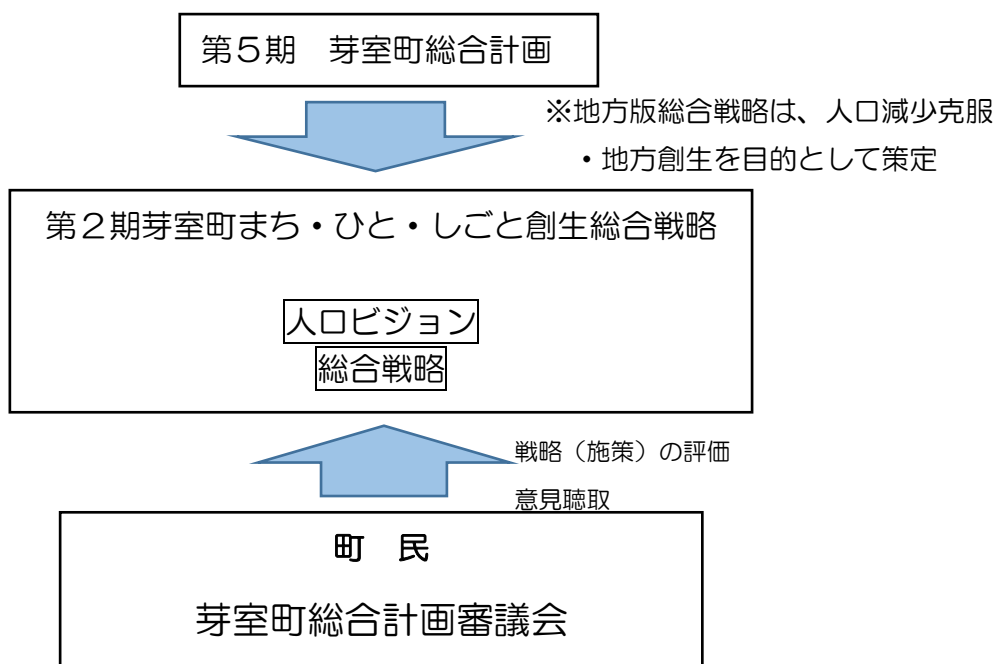 第５期　芽室町総合計画
※地方版総合戦略は、人口減少克服
・地方創生を目的として策定
第２期芽室町まち・ひと・しごと創生総合戦略
人口ビジョン
総合戦略
戦略（施策）の評価
意見聴取
町　民
芽室町総合計画審議会